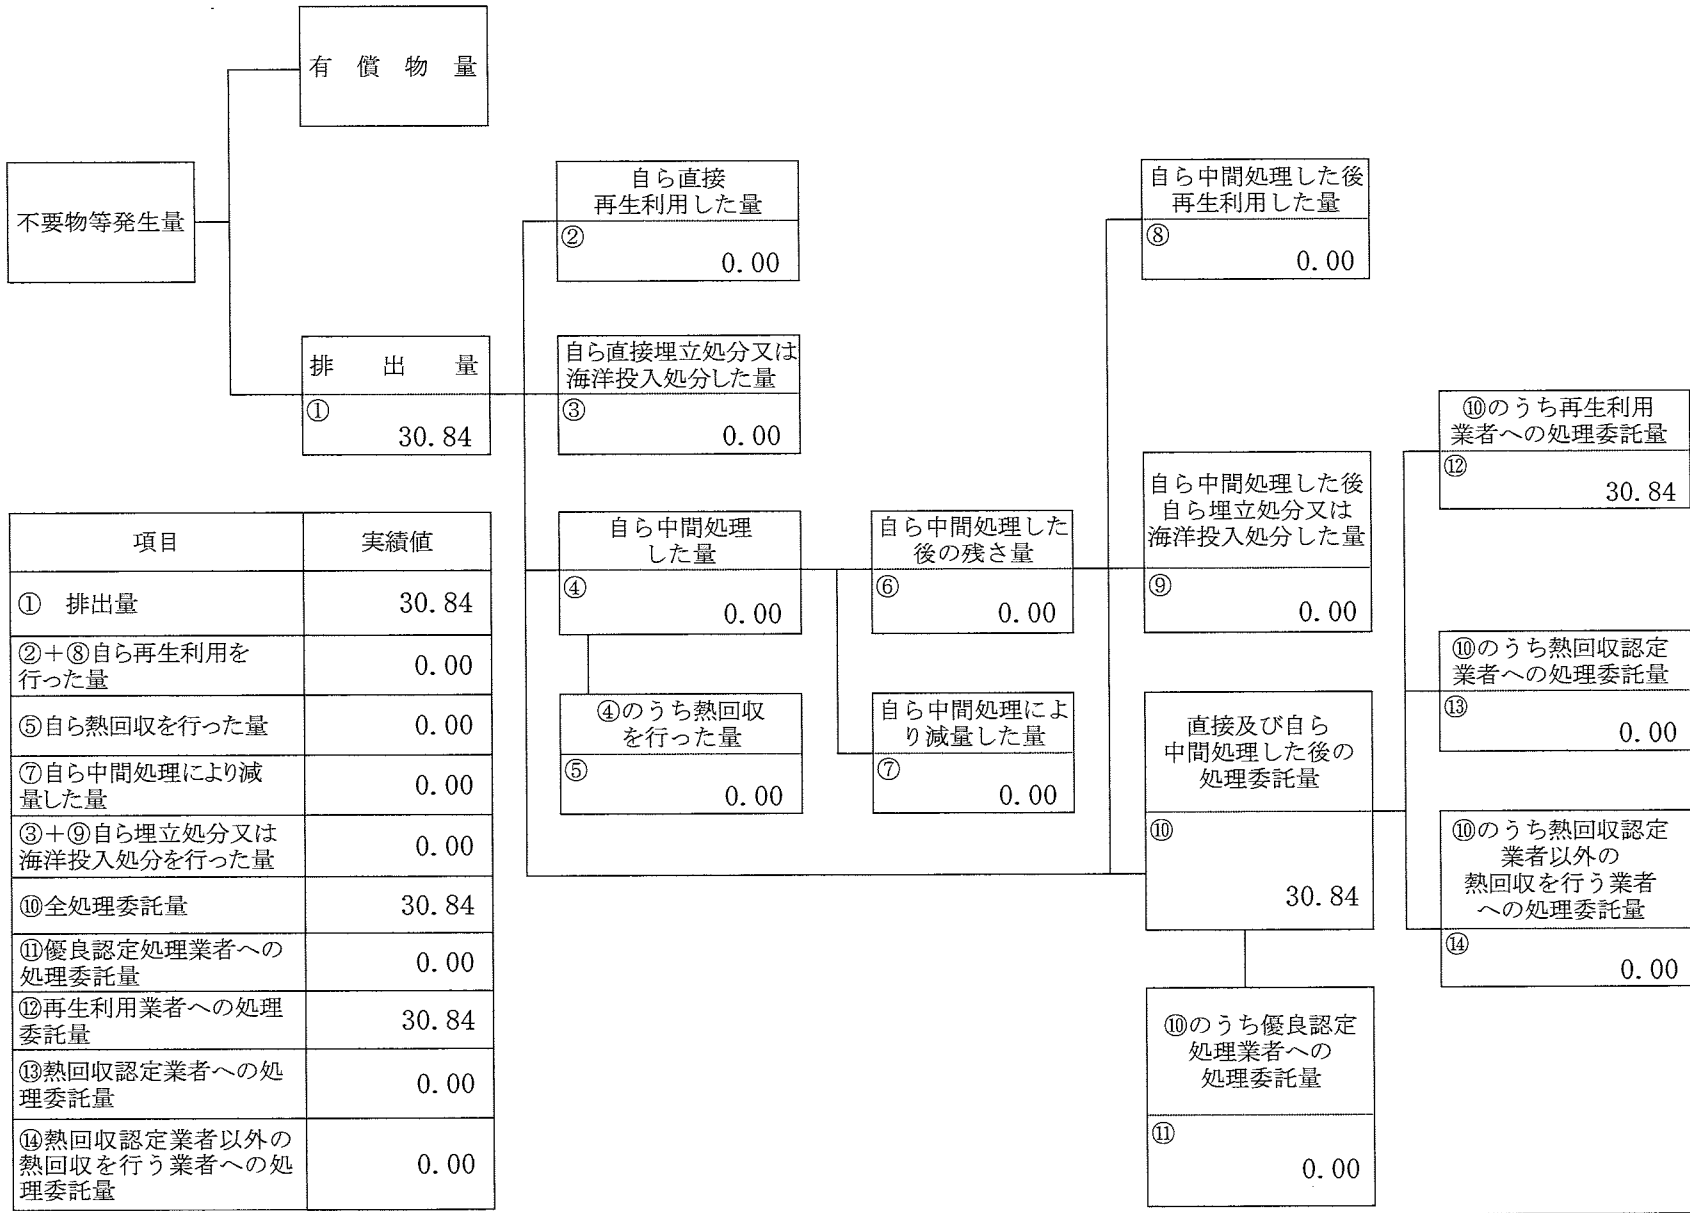 有償物量
不要物等発生量
排出量
①
30.84
自ら直接
再生利用した量
②
0.00
自ら直接埋立処分又は
海洋投入処分した量
③
0.00
自ら中間処理
した量
④
0.00
④のうち熱回収
を行った量
⑤
0.00
自ら中間処理した
後の残さ量
⑥
0.00
自ら中間処理によ
り減量した量
⑦
0.00
自ら中間処理した後
再生利用した量
⑧
0.00
自ら中間処理した後
自ら埋立処分又は
海洋投入処分した量
⑨
0.00
直接及び自ら
中間処理した後の
処理委託量
⑩
30.84
⑩のうち優良認定
処理業者への
処理委託量
⑪
0.00
⑩のうち再生利用
業者への処理委託量
⑫
30.84
⑩のうち熱回収認定
業者への処理委託量
⑬
0.00
⑩のうち熱回収認定
業者以外の
熱回収を行う業者
への処理委託量
⑭
0.00
項目 実績値
① 排出量 30.84
②+⑧自ら再生利用を
行った量 0.00
⑤自ら熱回収を行った量 0.00
⑦自ら中間処理により減
量した量 0.00
③+⑨自ら埋立処分又は
海洋投入処分を行った量 0.00
⑩全処理委託量 30.84
⑪優良認定処理業者への
処理委託量 0.00
⑫再生利用業者への処理
委託量 30.84
⑬熱回収認定業者への処
理委託量 0.00
⑭熱回収認定業者以外の
熱回収を行う業者への処
理委託量 0.00